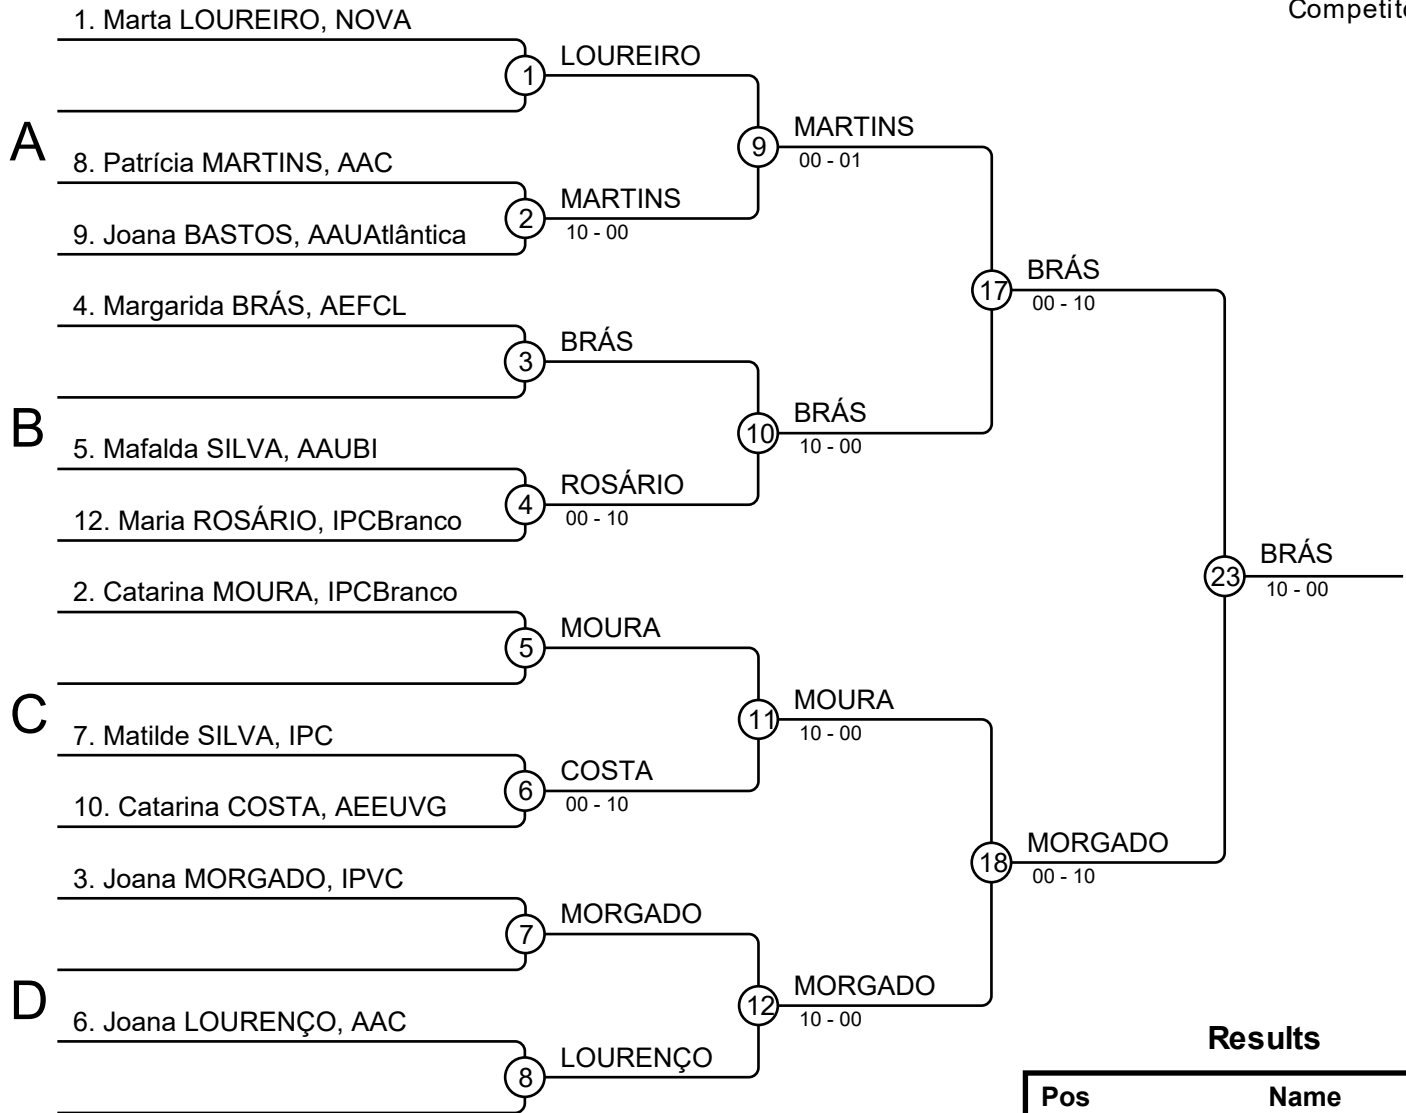 1. Marta LOUREIRO, NOVA
Competito
LOUREIRO
1
A
MARTINS
9
00 - 01
8. Patrícia MARTINS, AAC
MARTINS
2
10 - 00
9. Joana BASTOS, AAUAtlântica
BRÁS
17
00 - 10
4. Margarida BRÁS, AEFCL
BRÁS
3
B
BRÁS
10
10 - 00
5. Mafalda SILVA, AAUBI
ROSÁRIO
4
00 - 10
12. Maria ROSÁRIO, IPCBranco
BRÁS
23
10 - 00
2. Catarina MOURA, IPCBranco
MOURA
5
C
MOURA
11
10 - 00
7. Matilde SILVA, IPC
COSTA
6
00 - 10
10. Catarina COSTA, AEEUVG
MORGADO
18
00 - 10
3. Joana MORGADO, IPVC
MORGADO
7
D
MORGADO
12
10 - 00
6. Joana LOURENÇO, AAC
LOURENÇO
8
Results
Pos Name